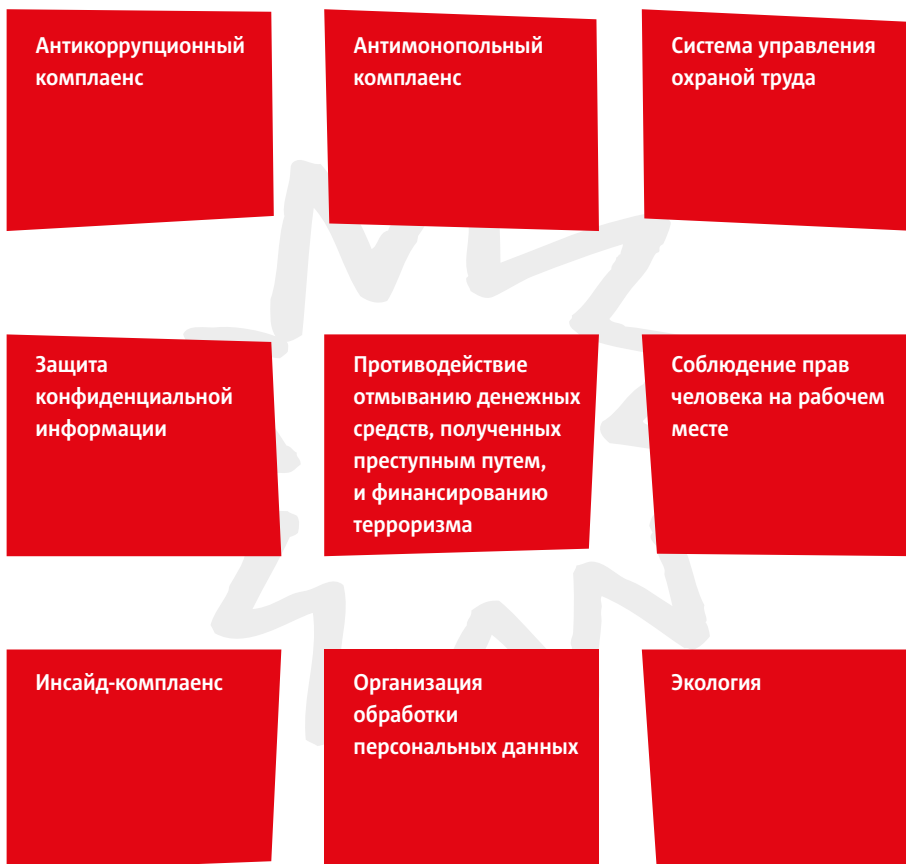 Антикоррупционный
комплаенс
Антимонопольный
комплаенс
Система управления
охраной труда
Защита
конфиденциальной
информации
Противодействие
отмыванию денежных
средств, полученных
преступным путем,
и финансированию
терроризма
Соблюдение прав
человека на рабочем
месте
Инсайд-комплаенс
Организация
обработки
персональных данных
Экология